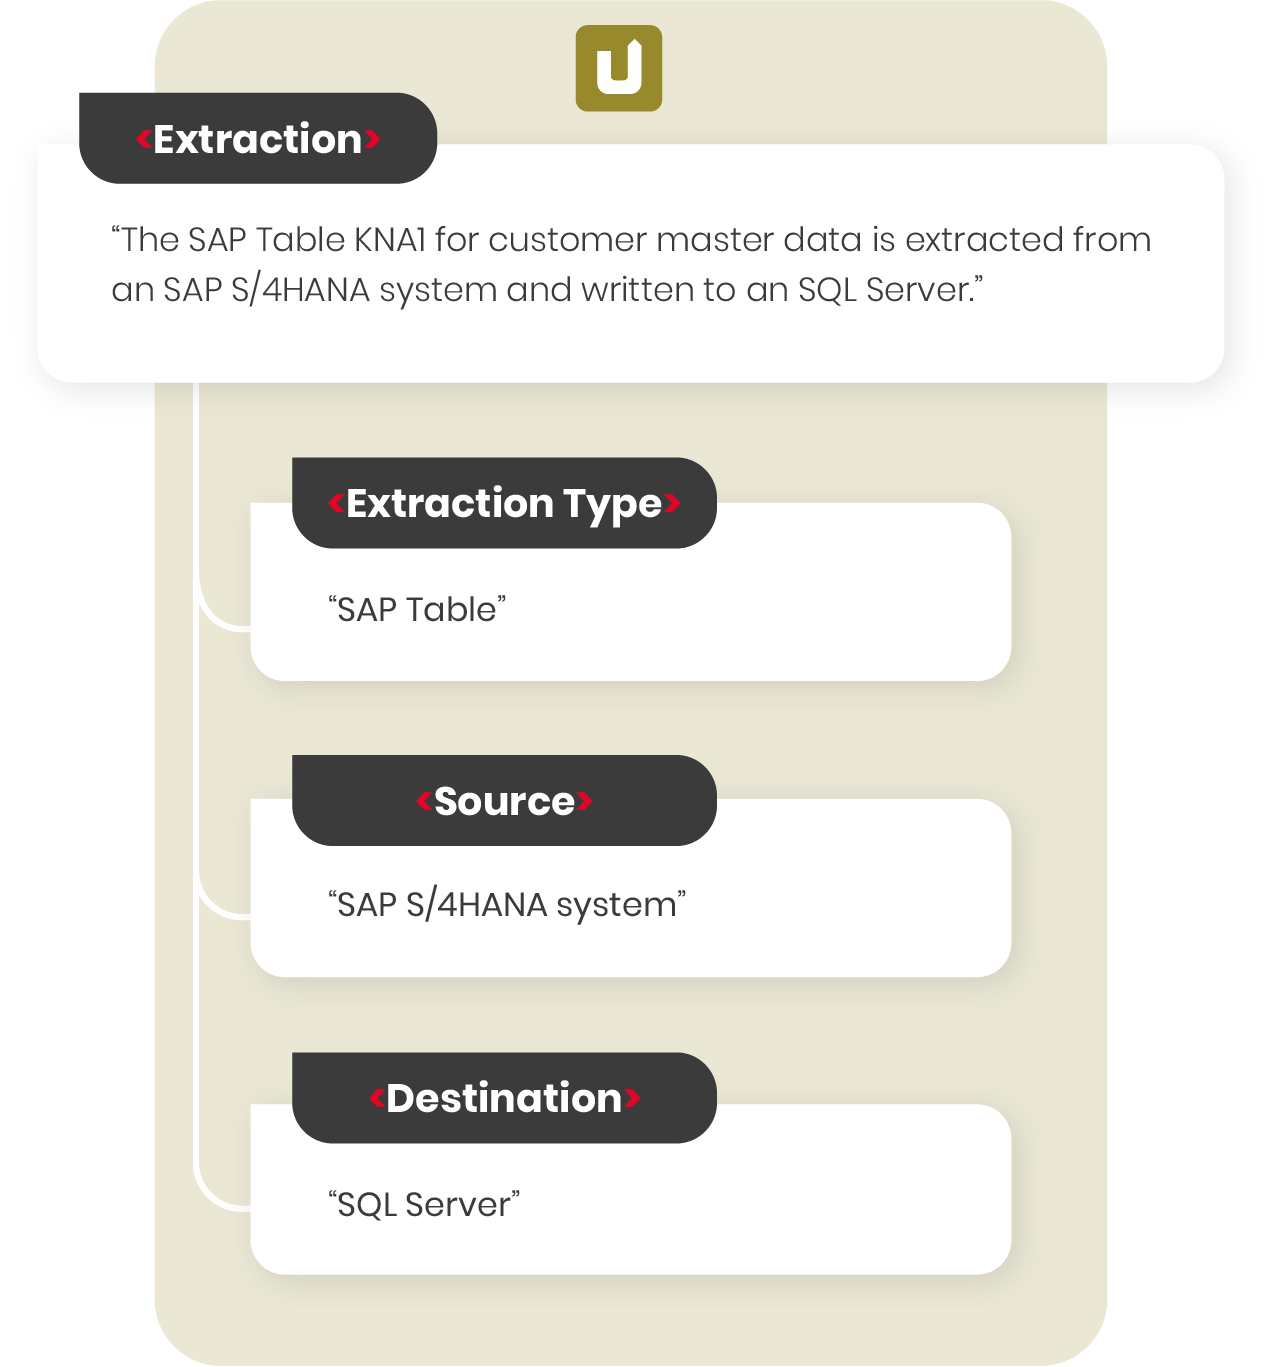 <Extraction>
“The SAP Table KNA1 for customer master data is extracted from
an SAP S/4HANA system and written to an SQL Server.”
<Extraction Type>
“SAP Table”
<Source>
“SAP S/4HANA system”
<Destination>
“SQL Server”